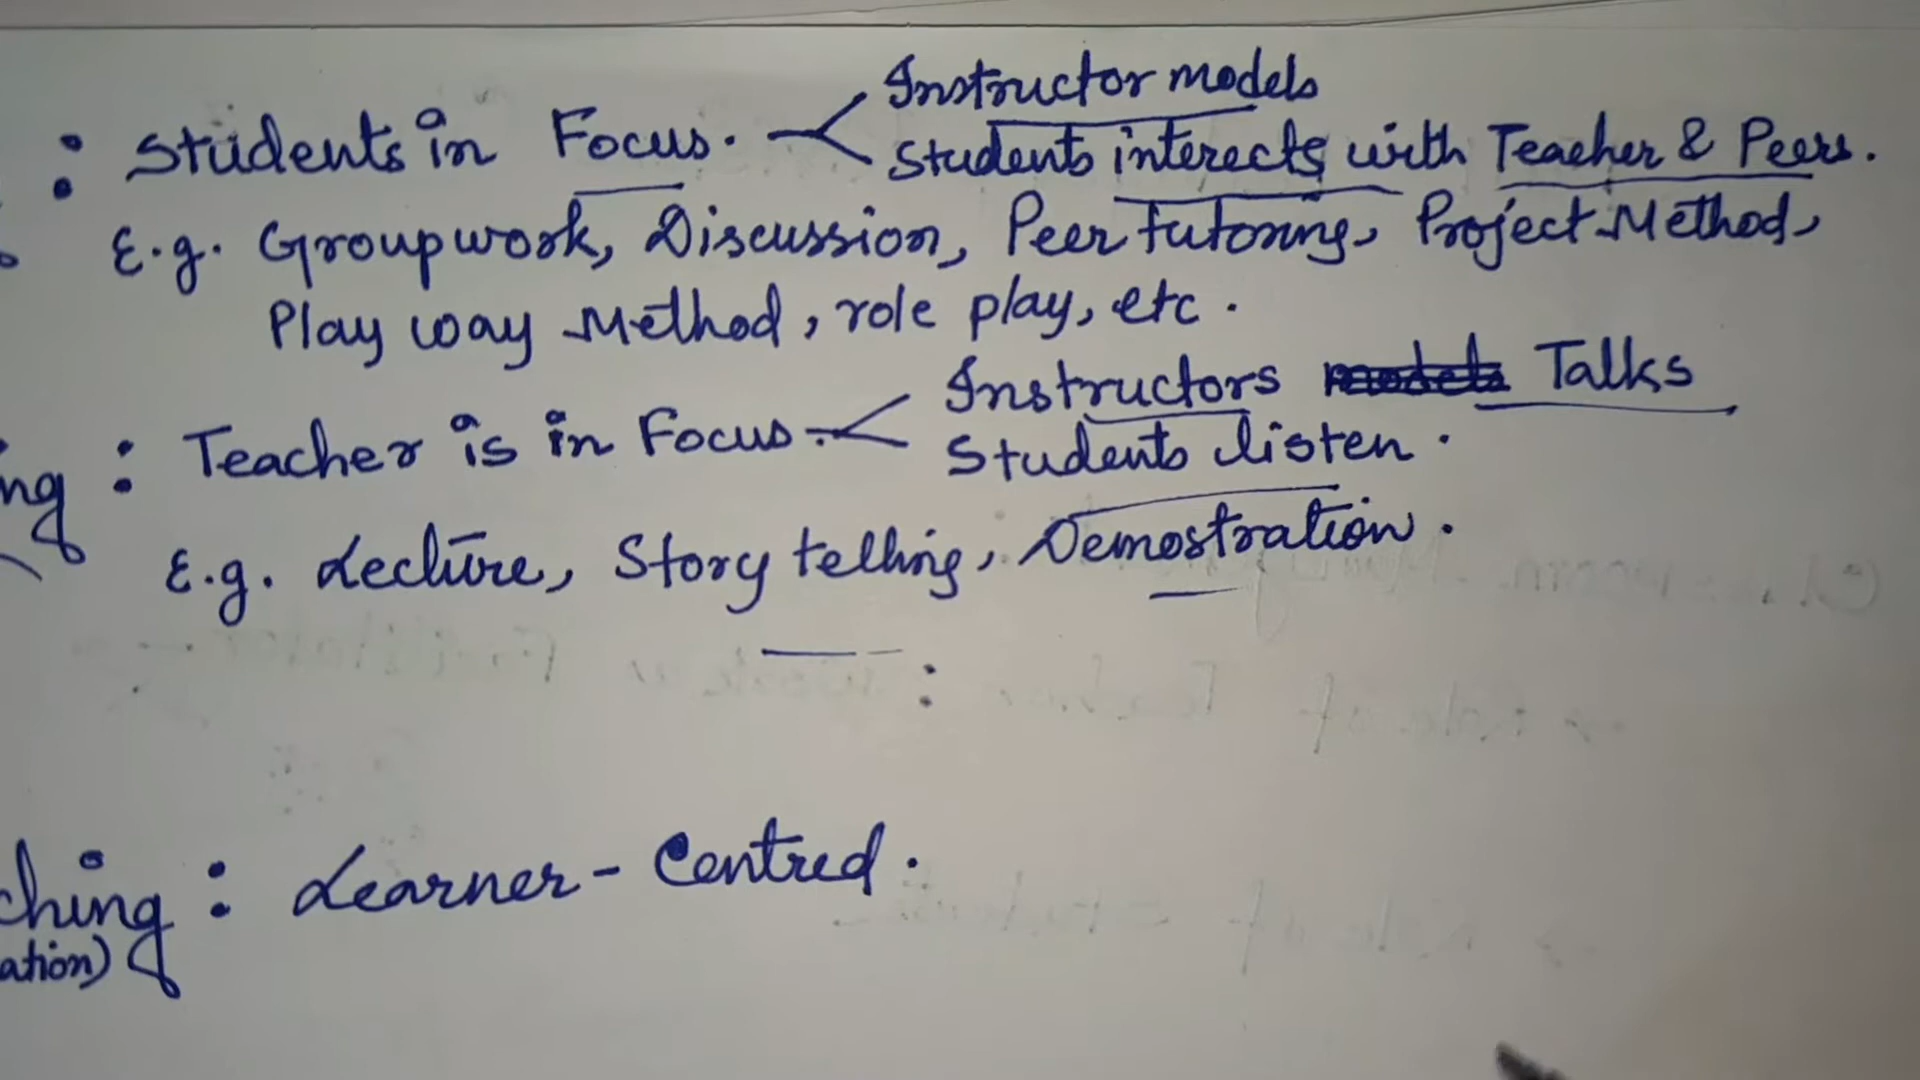 : Students in Focus. < Instructor models
Students interects with Teacher & Peers.
E.g. Groupwork, Discussion, Peer tutoring, Project Method,
Play way Method, role play, etc.
ng : Teacher is in Focus. < Instructors models Talks
Students listen.
E.g. Lecture, Story telling, Demostration.
:
ching : Learner-Centred.
ation)